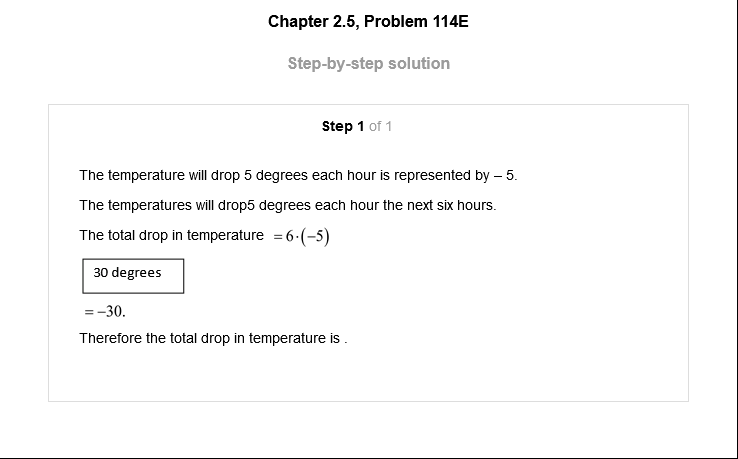 Chapter 2.5, Problem 114E
Step-by-step solution
Step 1 of 1
The temperature will drop 5 degrees each hour is represented by – 5.
The temperatures will drop5 degrees each hour the next six hours.
The total drop in temperature = 6·(−5)
30 degrees
= −30.
Therefore the total drop in temperature is .